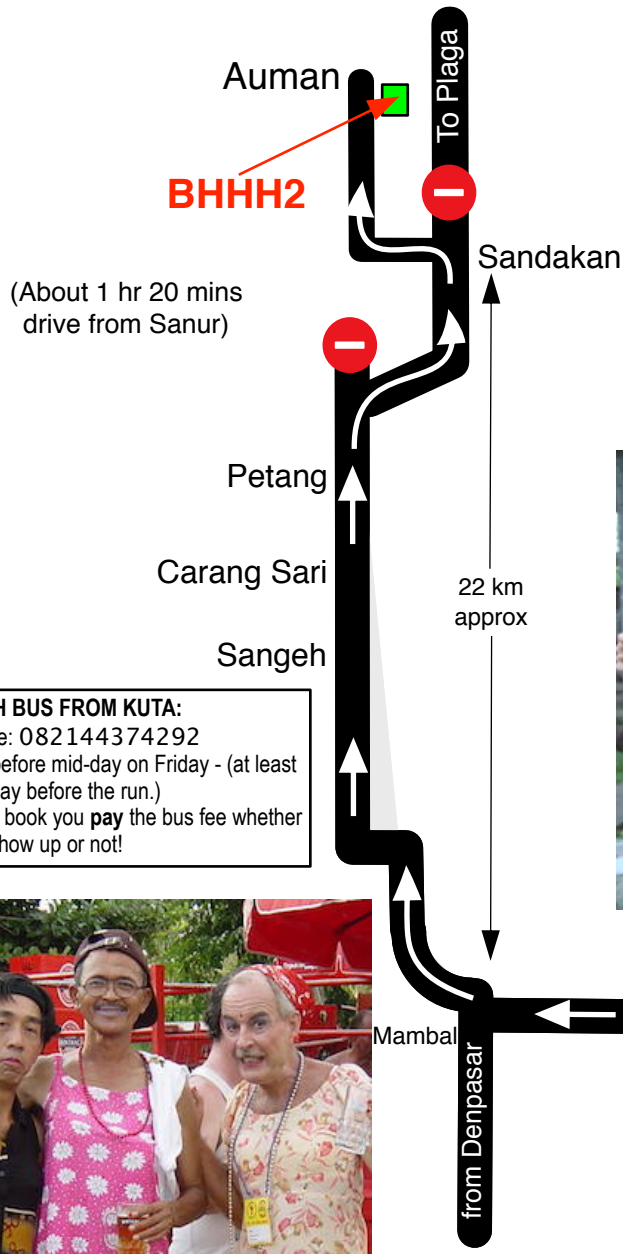 Auman
To Plaga
BHHH2
Sandakan
(About 1 hr 20 mins
drive from Sanur)
Petang
Carang Sari
22 km
approx
Sangeh
H BUS FROM KUTA:
e: 082144374292
efore mid-day on Friday - (at least
ay before the run.)
book you pay the bus fee whether
how up or not!
Mambal
from Denpasar